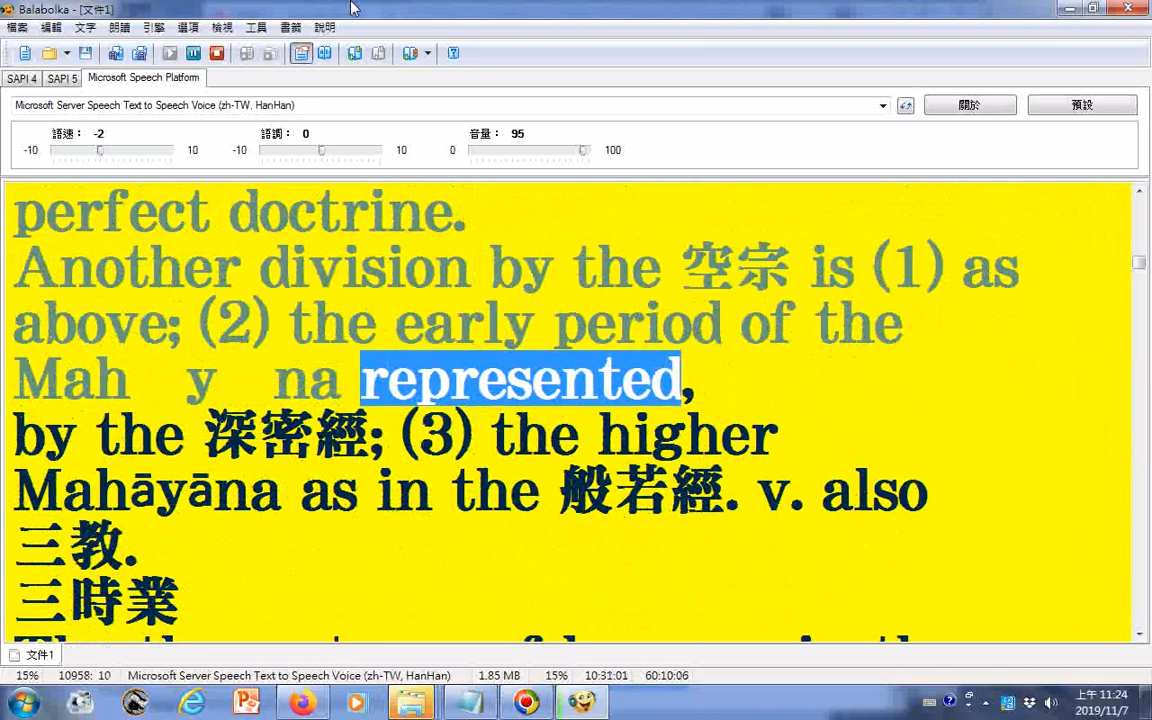 Balabolka - [文件1]
檔案 編輯 文字 朗讀 引擎 選項 檢視 工具 書籤 說明
SAPI 4 SAPI 5 Microsoft Speech Platform
Microsoft Server Speech Text to Speech Voice (zh-TW, HanHan) 關於 預設
語速： -2 語調： 0 音量： 95
-10 10 -10 10 0 100
perfect doctrine.
Another division by the 空宗 is (1) as
above; (2) the early period of the
Mah y na represented,
by the 深密經; (3) the higher
Mahāyāna as in the 般若經. v. also
三教.
三時業
文件1
15% 10958: 10 Microsoft Server Speech Text to Speech Voice (zh-TW, HanHan) 1.85 MB 15% 10:31:01 60:10:06
上午 11:24
2019/11/7